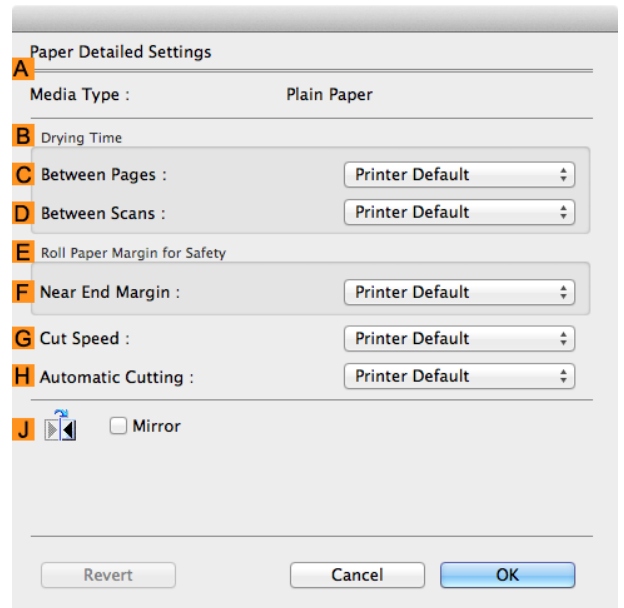 Paper Detailed Settings
A
Media Type : Plain Paper
B Drying Time
C Between Pages : Printer Default
D Between Scans : Printer Default
E Roll Paper Margin for Safety
F Near End Margin : Printer Default
G Cut Speed : Printer Default
H Automatic Cutting : Printer Default
J Mirror
Revert Cancel OK